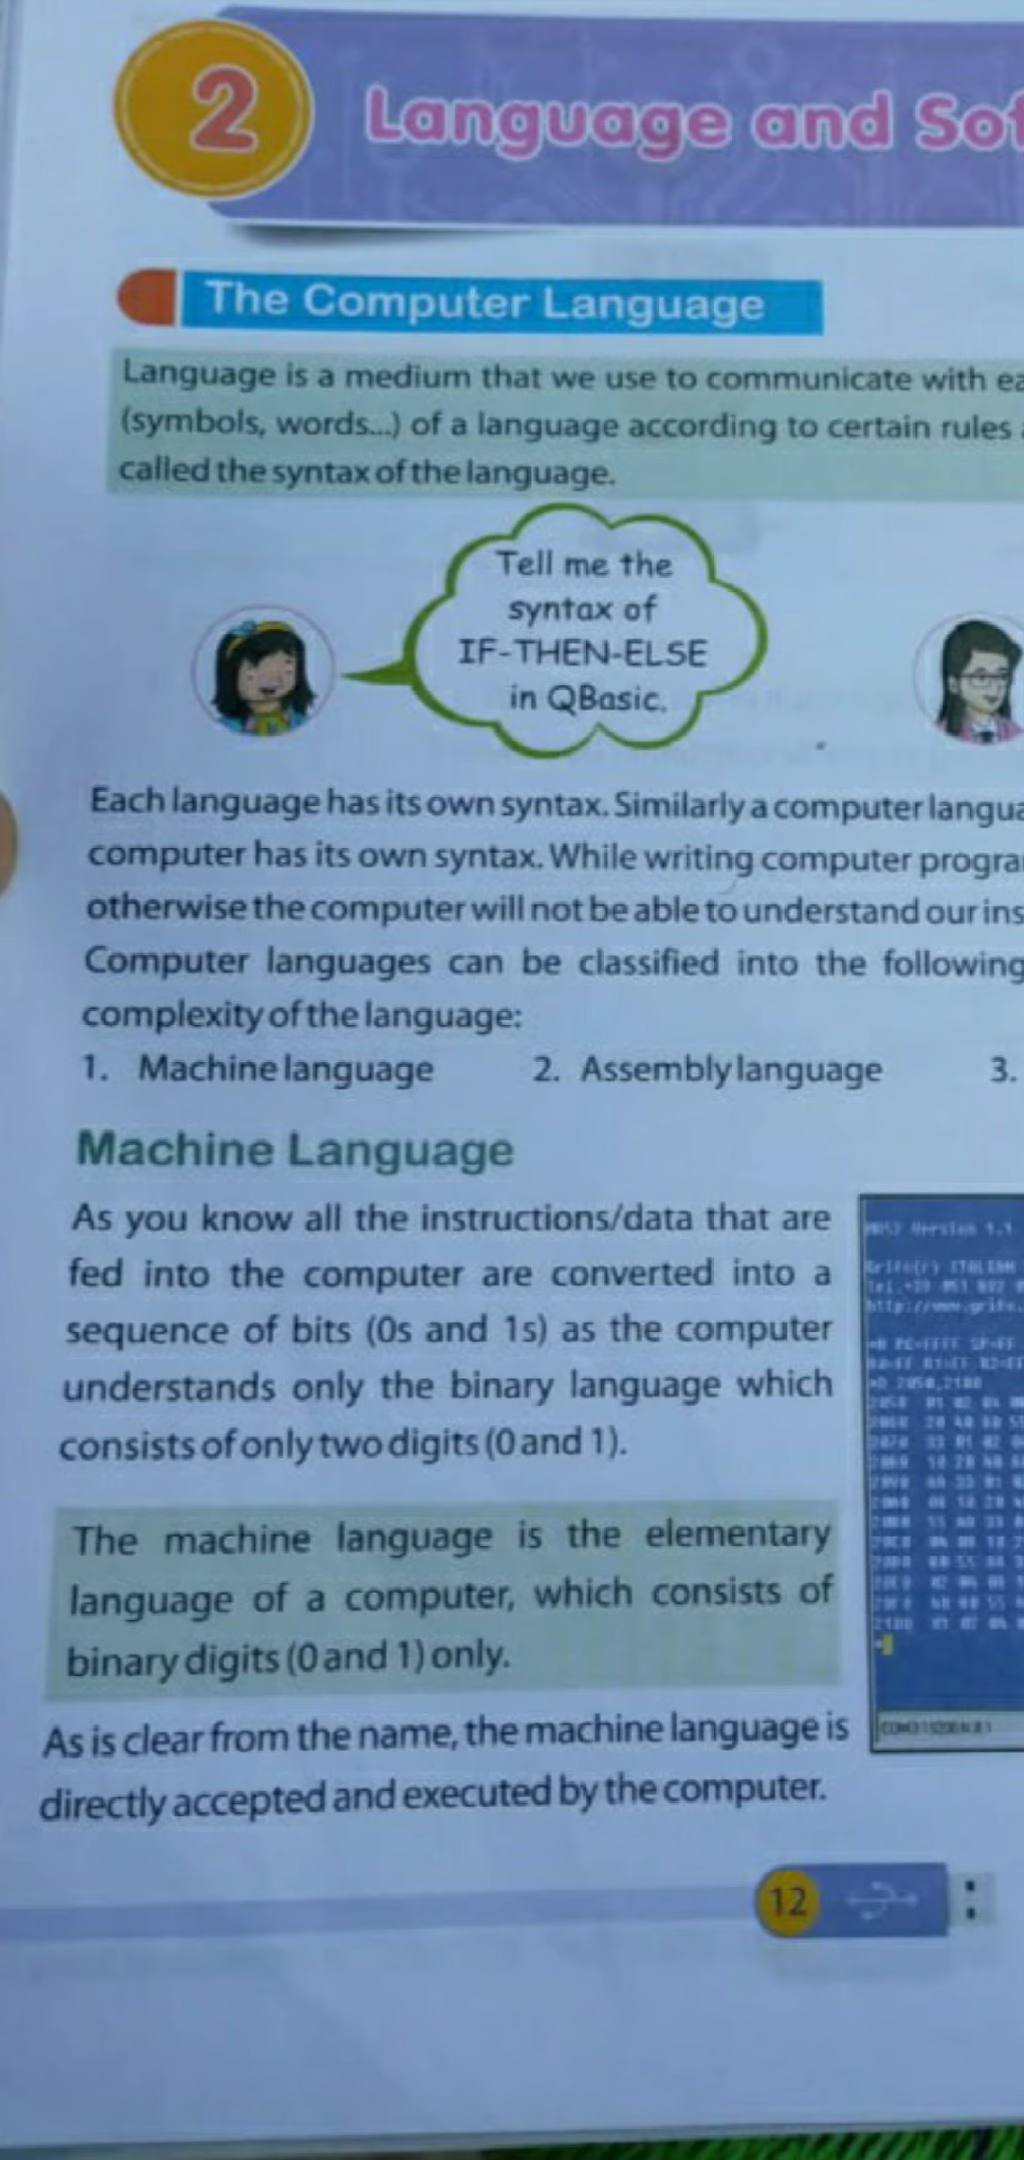 2
Language and
The Computer Language
Language is a medium that we use to communicate with
(symbols, words...) of a language according to certain rules
called the syntax of the language.
Tell me the
syntax of
IF-THEN-ELSE
in QBasic.
Each language has its own syntax. Similarly a computer
computer has its own syntax. While writing computer
otherwise the computer will not be able to understand our
Computer languages can be classified into the following
complexity of the language:
1. Machine language 2. Assembly language 3.
Machine Language
As you know all the instructions/data that are
fed into the computer are converted into a
sequence of bits (0s and 1s) as the computer
understands only the binary language which
consists of only two digits (0 and 1).
The machine language is the elementary
language of a computer, which consists of
binary digits (0 and 1) only.
As is clear from the name, the machine language is
directly accepted and executed by the computer.
Version 1.1
12